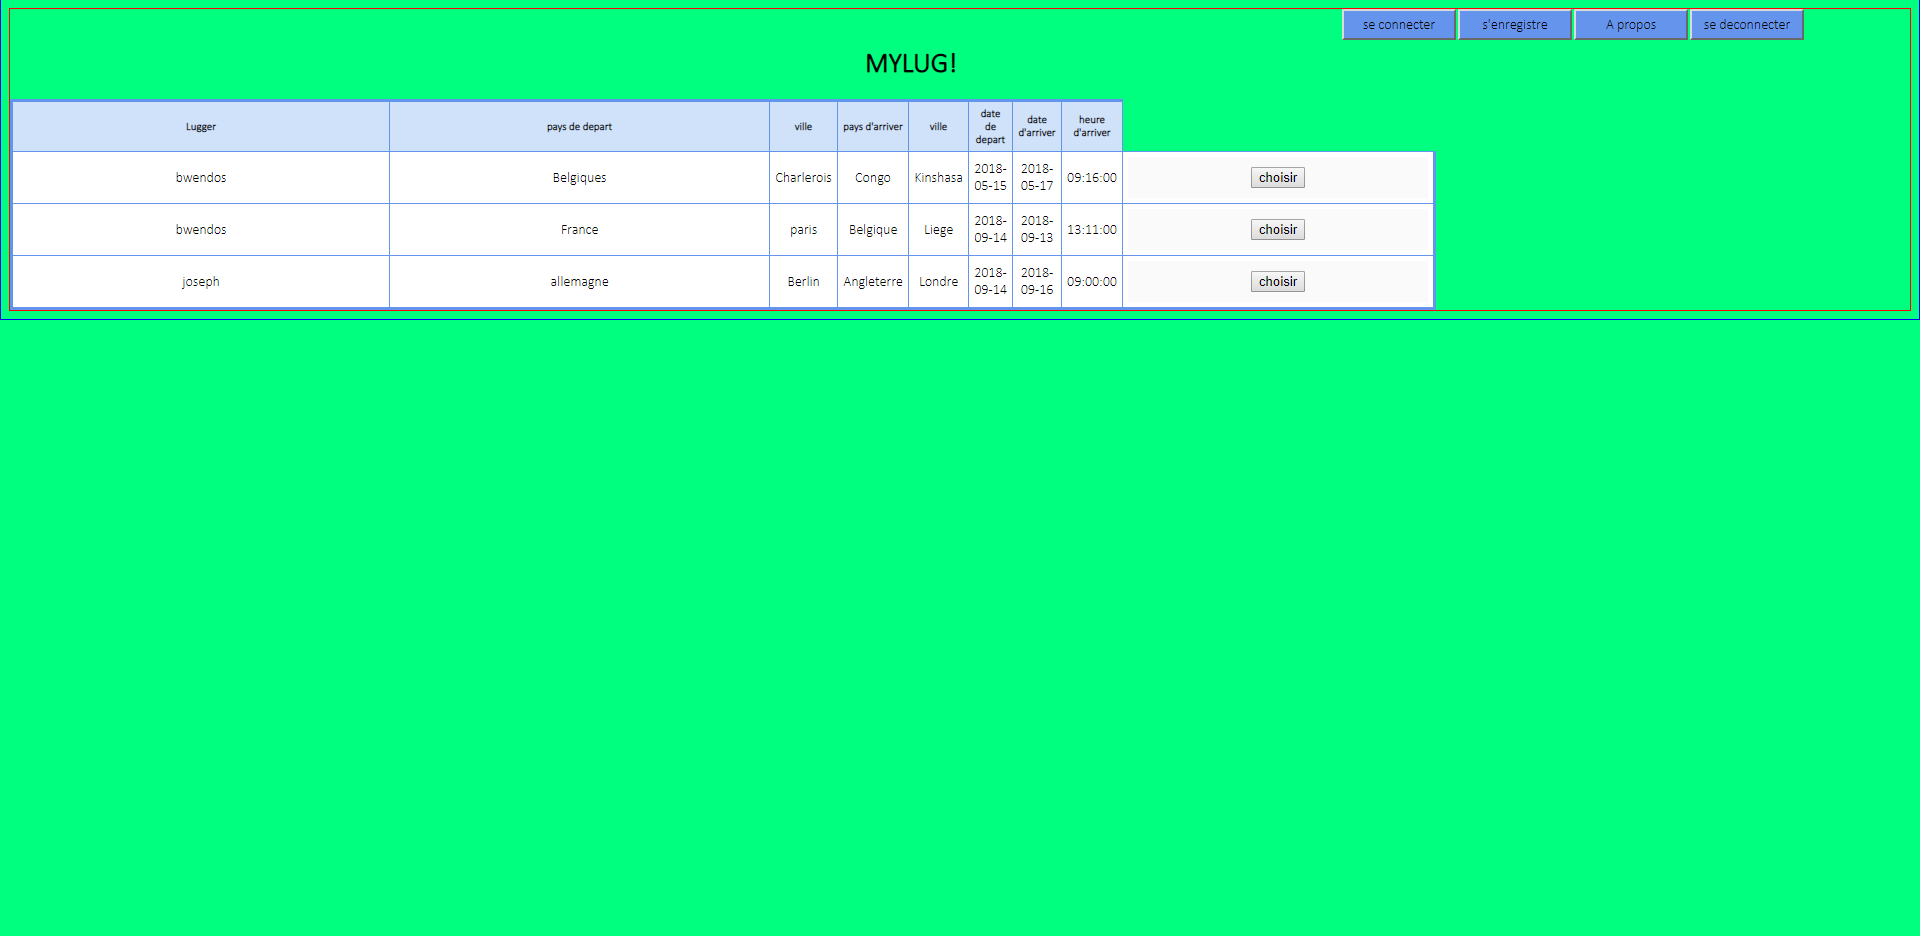 se connecter s'enregistre A propos se deconnecter
MYLUG!
Lugger pays de depart ville pays d'arriver ville date de depart date d'arriver heure d'arriver
bwendos Belgiques Charlerois Congo Kinshasa 2018-05-15 2018-05-17 09:16:00 choisir
bwendos France paris Belgique Liege 2018-09-14 2018-09-13 13:11:00 choisir
joseph allemagne Berlin Angleterre Londre 2018-09-14 2018-09-16 09:00:00 choisir